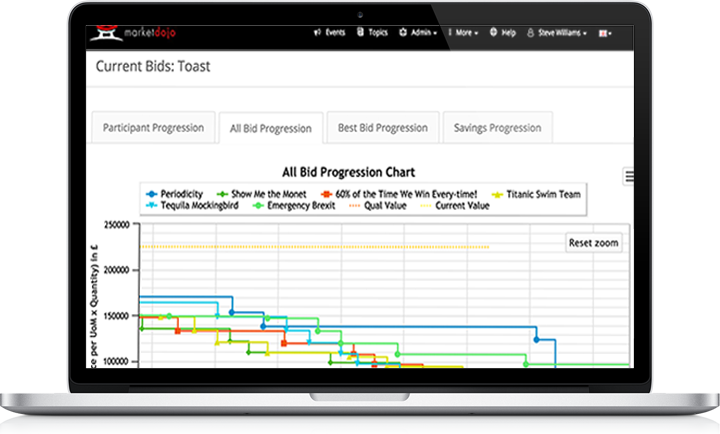 marketdojo Events Topics Admin More Help Steve Williams
Current Bids: Toast
Participant Progression All Bid Progression Best Bid Progression Savings Progression
All Bid Progression Chart
Periodicity Show Me the Monet 60% of the Time We Win Every-time! Titanic Swim Team
Tequila Mockingbird Emergency Brexit Qual Value Current Value
250000
Reset zoom
200000
150000
100000
ce per UoM x Quantity) in £